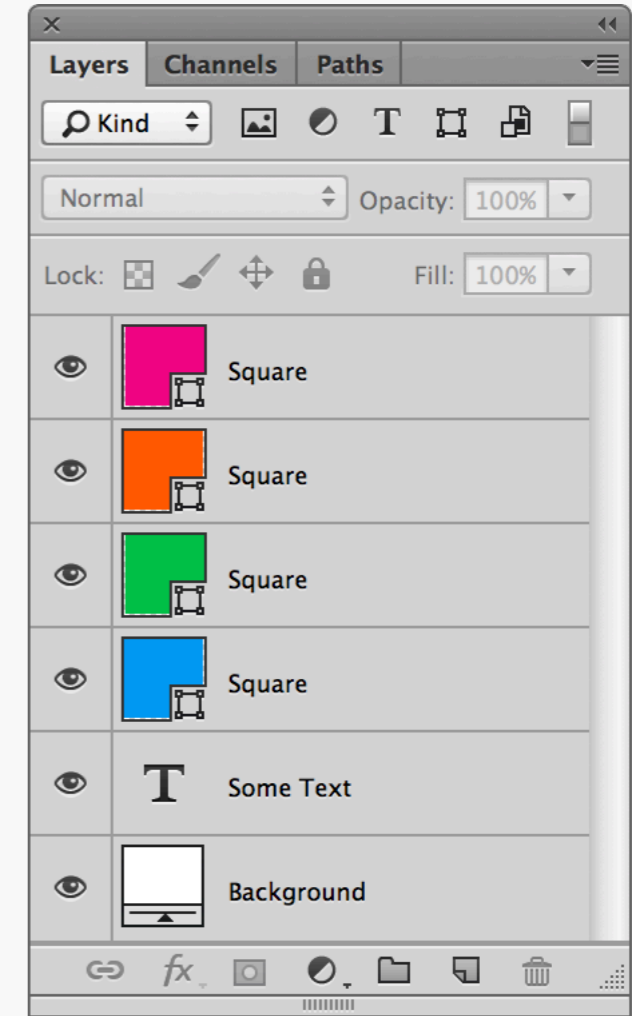 Layers Channels Paths
Kind T
Normal Opacity: 100%
Lock: Fill: 100%
Square
Square
Square
Square
T Some Text
Background
fx